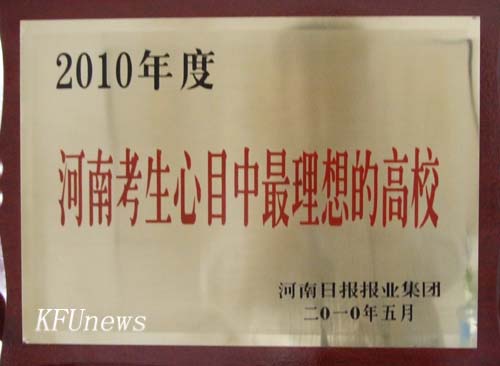 2010年度
河南考生心目中最理想的高校
河南日报报业集团
二0一0年五月
KFUnews